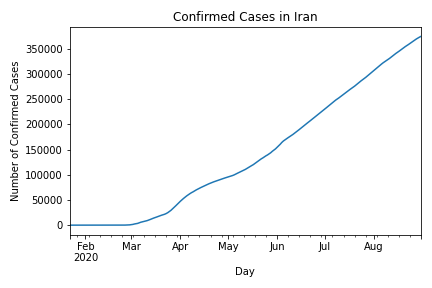 Confirmed Cases in Iran
Number of Confirmed Cases
350000
300000
250000
200000
150000
100000
50000
0
Feb Mar Apr May Jun Jul Aug
2020
Day